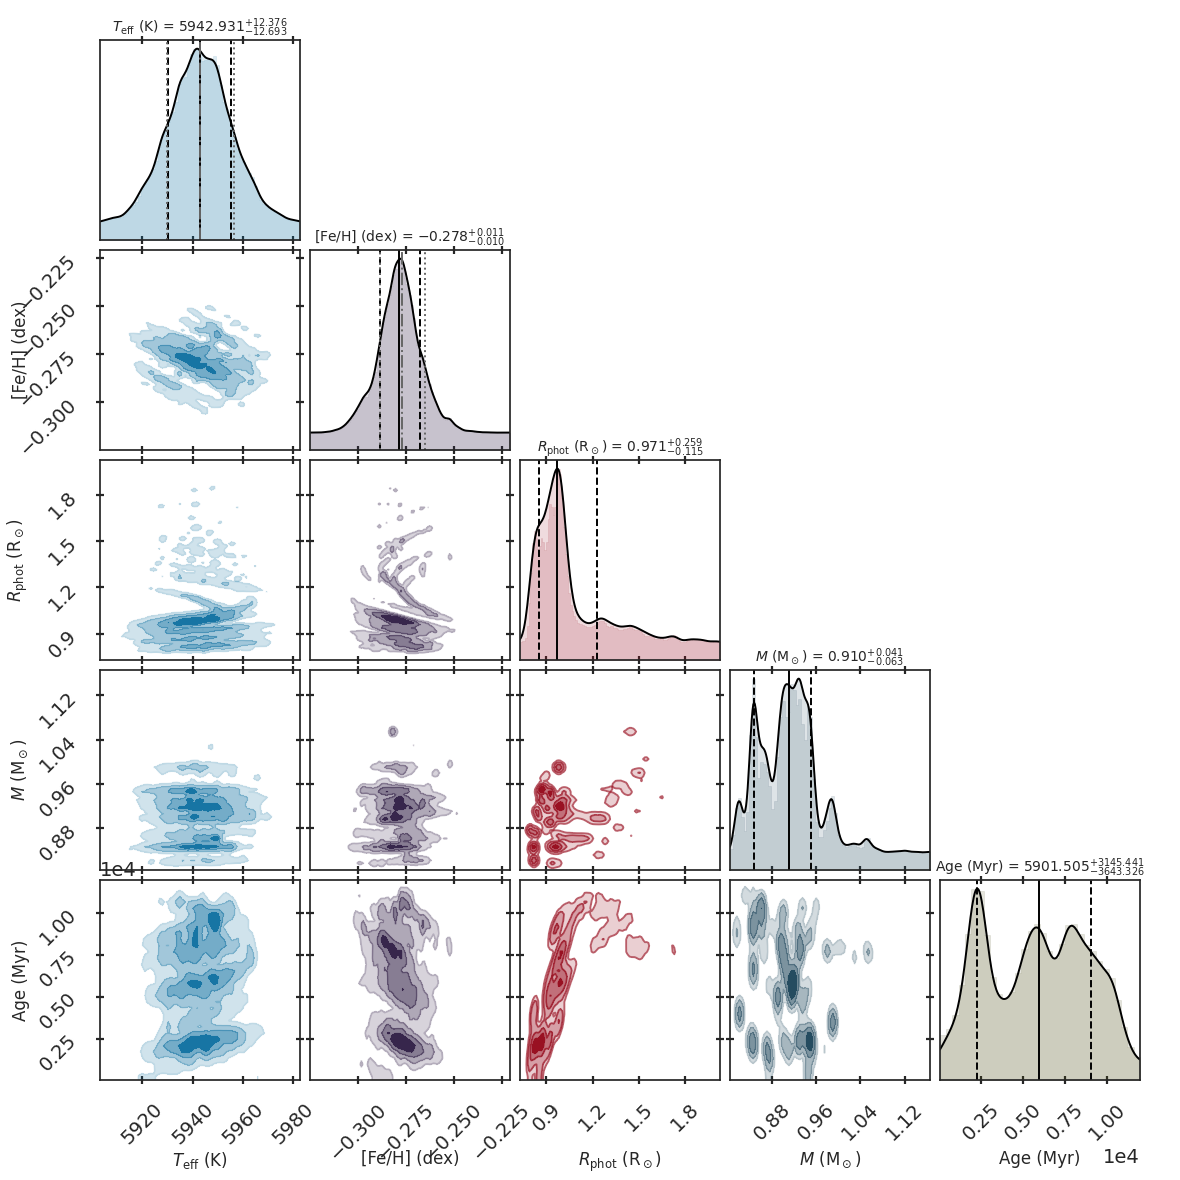 T_eff (K) = 5942.931 +12.376 −12.693
[Fe/H] (dex) = −0.278 +0.011 −0.010
−0.225
−0.250
−0.275
−0.300
[Fe/H] (dex)
R_phot (R_⊙) = 0.971 +0.259 −0.115
1.8
1.5
1.2
0.9
R_phot (R_⊙)
M (M_⊙) = 0.910 +0.041 −0.063
1.12
1.04
0.96
0.88
M (M_⊙)
1e4
Age (Myr) = 5901.505 +3145.441 −3643.326
1.00
0.75
0.50
0.25
Age (Myr)
5920 5940 5960 5980
−0.300 −0.275 −0.250 −0.225
0.9 1.2 1.5 1.8
0.88 0.96 1.04 1.12
0.25 0.50 0.75 1.00
T_eff (K) [Fe/H] (dex) R_phot (R_⊙) M (M_⊙) Age (Myr) 1e4